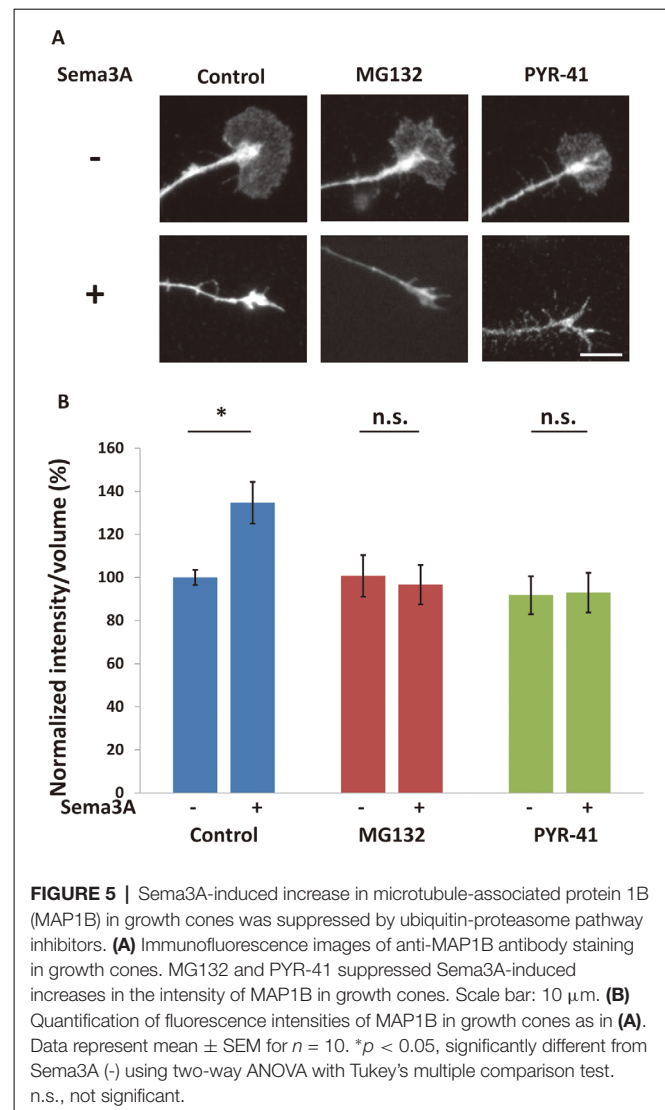 A
Sema3A Control MG132 PYR-41
-
+
B
* n.s. n.s.
Normalized intensity/volume (%)
160
140
120
100
80
60
40
20
0
Sema3A - + - + - +
Control MG132 PYR-41
FIGURE 5 | Sema3A-induced increase in microtubule-associated protein 1B
(MAP1B) in growth cones was suppressed by ubiquitin-proteasome pathway
inhibitors. (A) Immunofluorescence images of anti-MAP1B antibody staining
in growth cones. MG132 and PYR-41 suppressed Sema3A-induced
increases in the intensity of MAP1B in growth cones. Scale bar: 10 μm. (B)
Quantification of fluorescence intensities of MAP1B in growth cones as in (A).
Data represent mean ± SEM for n = 10. *p < 0.05, significantly different from
Sema3A (-) using two-way ANOVA with Tukey's multiple comparison test.
n.s., not significant.